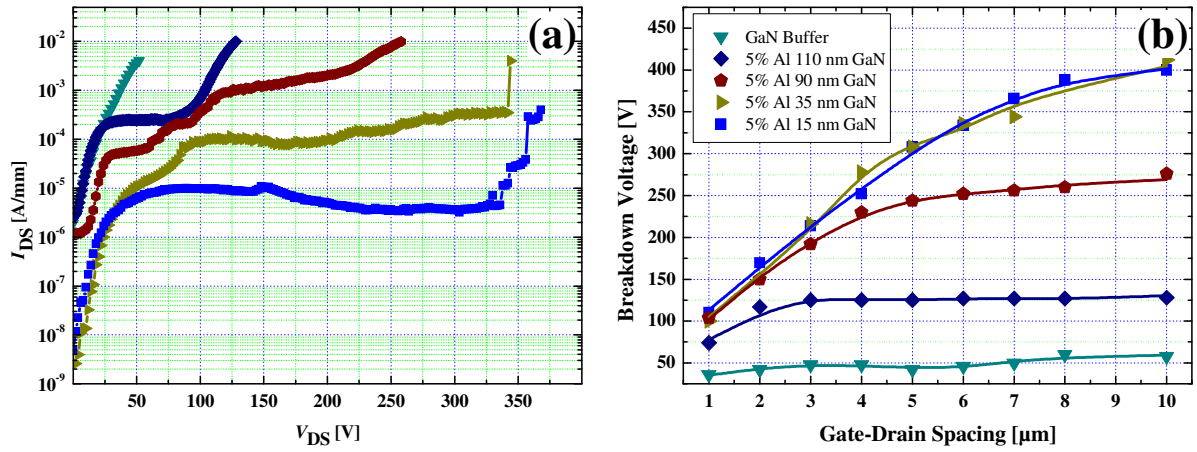 (a)
I_DS [A/mm]
10⁻²
10⁻³
10⁻⁴
10⁻⁵
10⁻⁶
10⁻⁷
10⁻⁸
10⁻⁹
50 100 150 200 250 300 350
V_DS [V]
(b)
GaN Buffer
5% Al 110 nm GaN
5% Al 90 nm GaN
5% Al 35 nm GaN
5% Al 15 nm GaN
Breakdown Voltage [V]
450
400
350
300
250
200
150
100
50
1 2 3 4 5 6 7 8 9 10
Gate-Drain Spacing [µm]